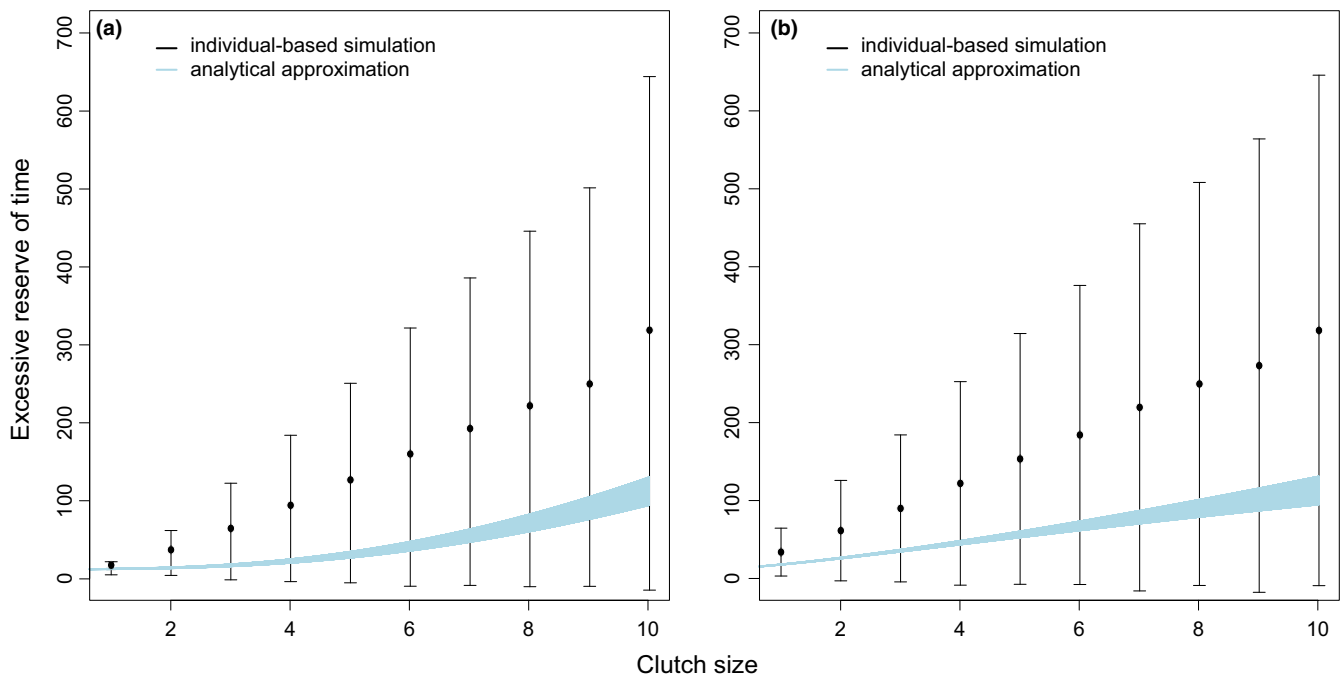 (a)
individual-based simulation
analytical approximation
700
600
500
400
300
200
100
0
2 4 6 8 10
Excessive reserve of time
(b)
individual-based simulation
analytical approximation
700
600
500
400
300
200
100
0
2 4 6 8 10
Clutch size